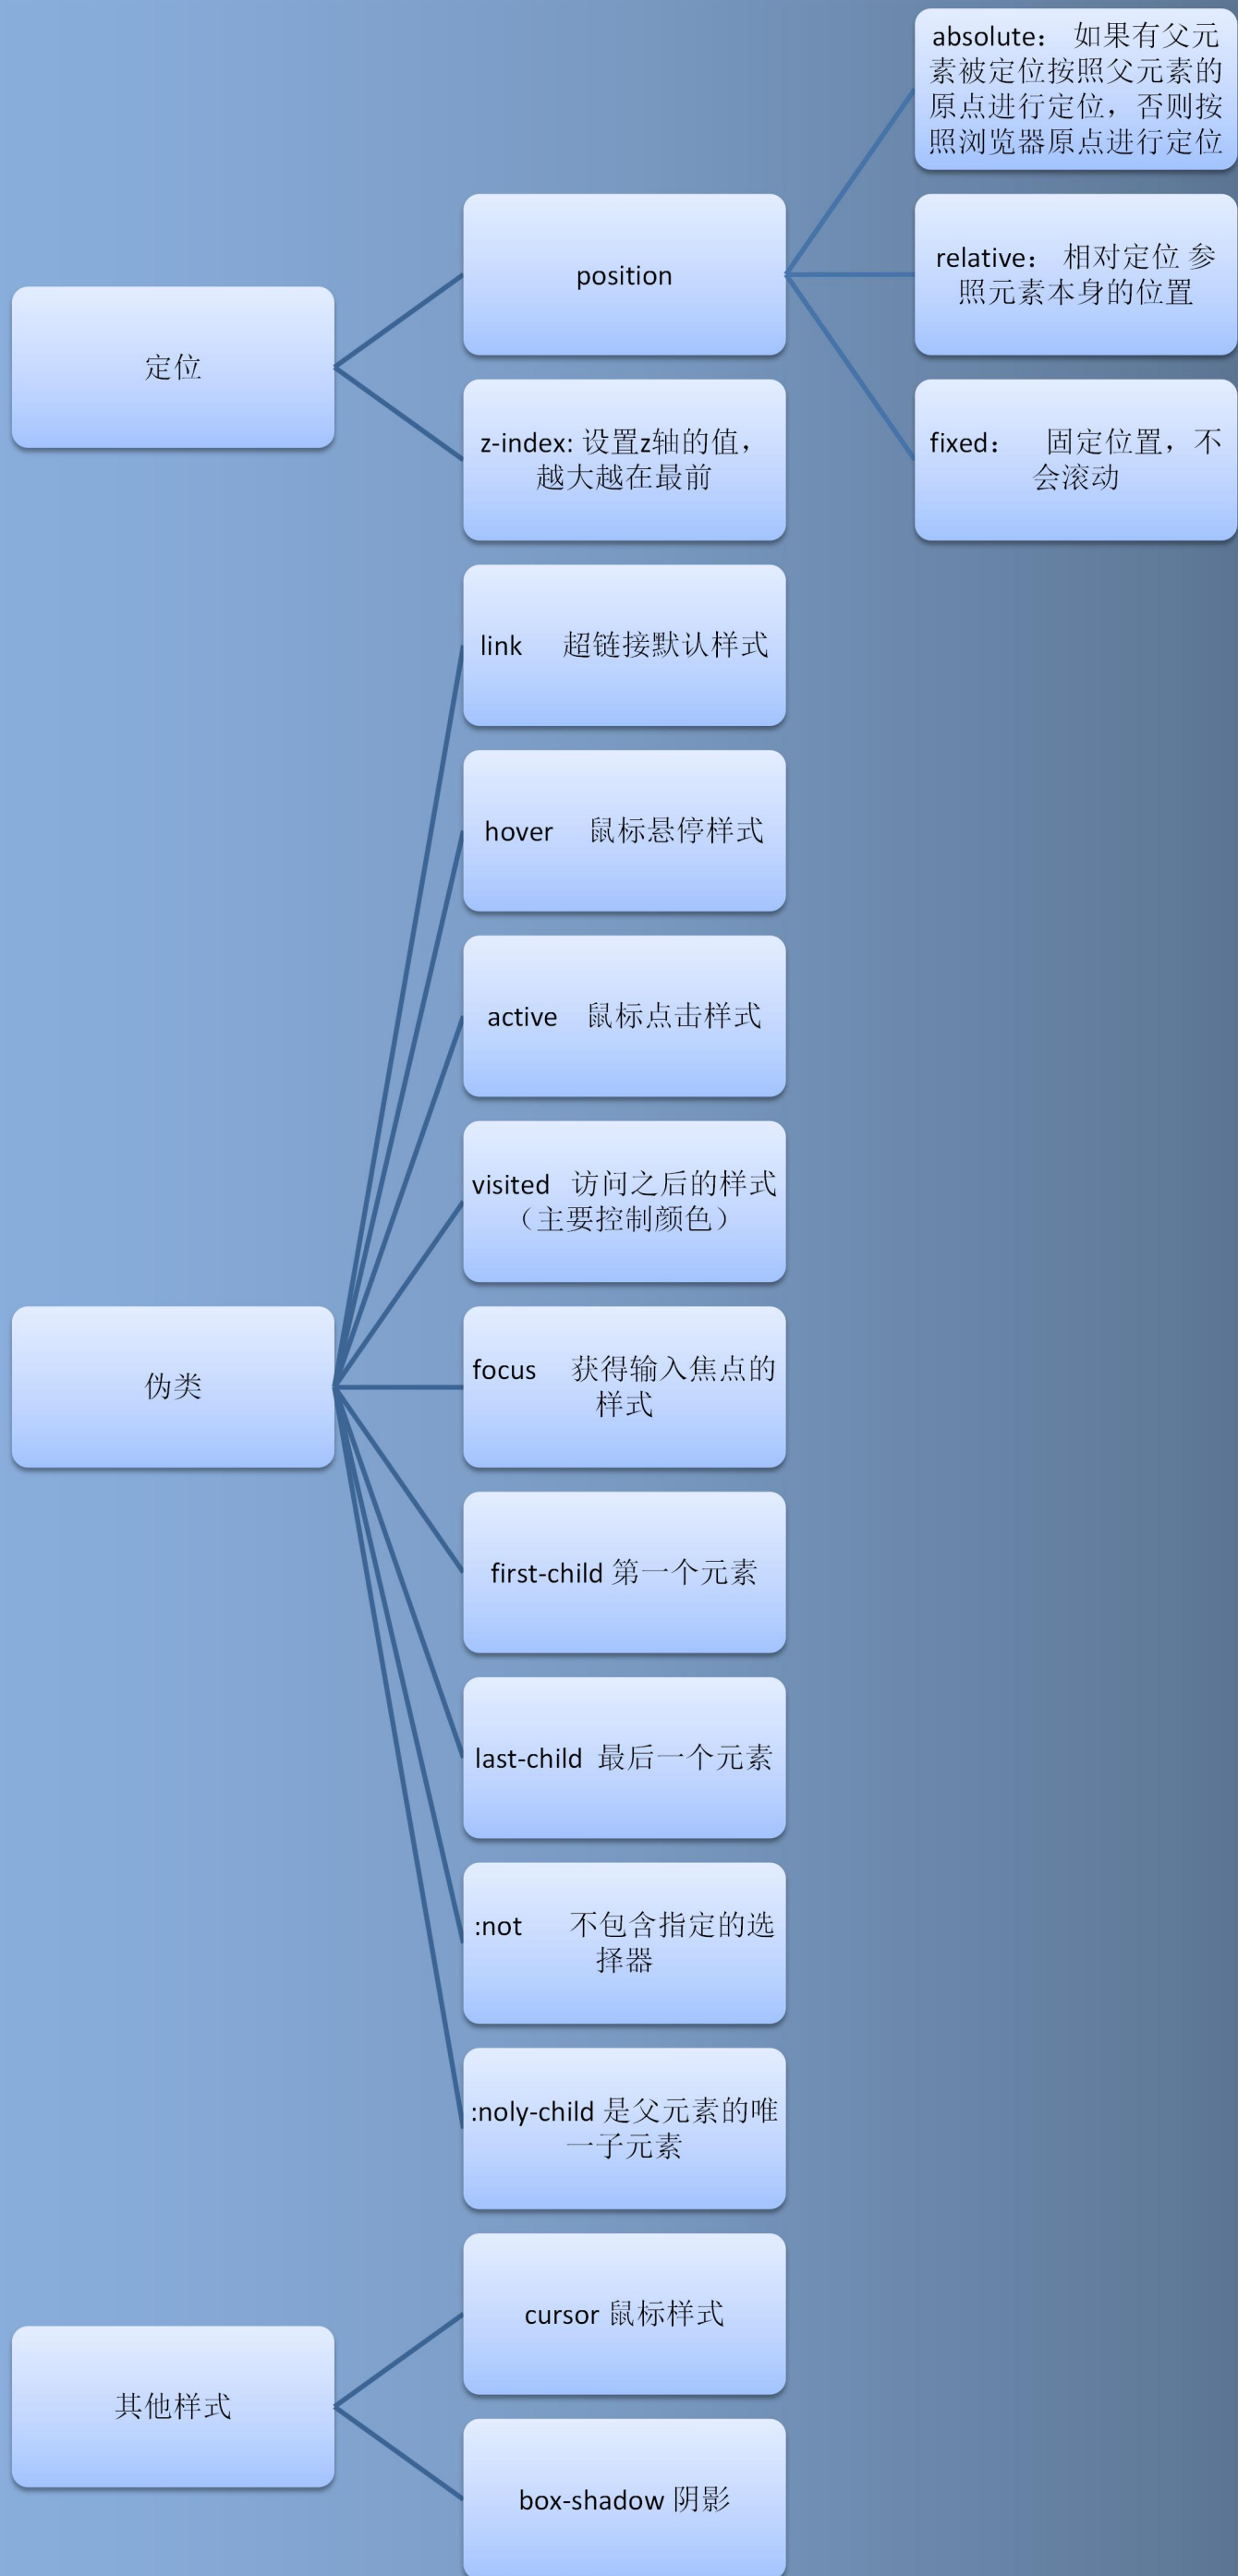 定位
position
absolute： 如果有父元
素被定位按照父元素的
原点进行定位，否则按
照浏览器原点进行定位
relative： 相对定位 参
照元素本身的位置
fixed： 固定位置，不
会滚动
z-index: 设置z轴的值，
越大越在最前
伪类
link 超链接默认样式
hover 鼠标悬停样式
active 鼠标点击样式
visited 访问之后的样式
（主要控制颜色）
focus 获得输入焦点的
样式
first-child 第一个元素
last-child 最后一个元素
:not 不包含指定的选
择器
:noly-child 是父元素的唯
一子元素
其他样式
cursor 鼠标样式
box-shadow 阴影